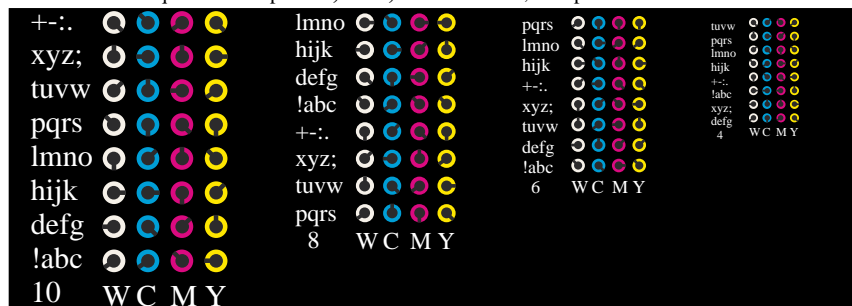 +-:.
xyz;
tuvw
pqrs
lmno
hijk
defg
!abc
10 W C M Y
lmno
hijk
defg
!abc
+-:.
xyz;
tuvw
pqrs
8 W C M Y
pqrs
lmno
hijk
+-:.
xyz;
tuvw
defg
!abc
6 W C M Y
tuvw
pqrs
lmno
hijk
+-:.
!abc
xyz;
defg
4 W C M Y